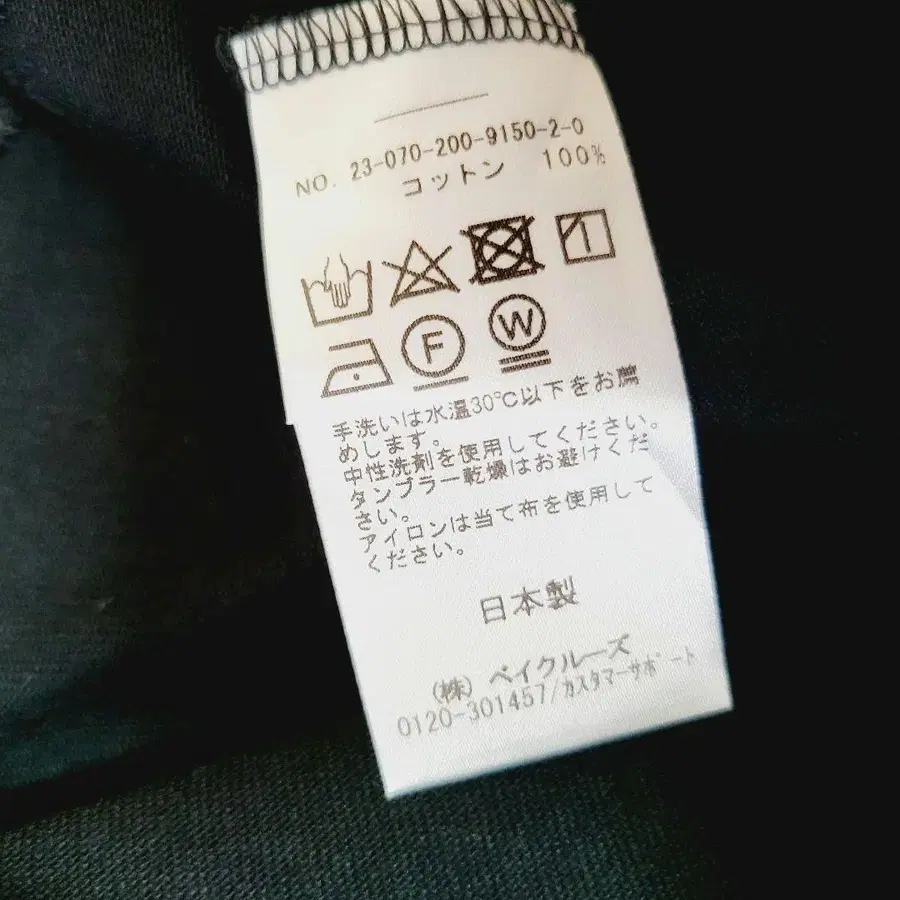 NO. 23-070-200-9150-2-0
コットン 100%
F W
手洗いは水温30℃以下をお薦
めします。
中性洗剤を使用してください。
タンブラー乾燥はお避けくだ
さい。
アイロンは当て布を使用して
ください。
日本製
(株) ベイクルーズ
0120-301457/カスタマーサポート